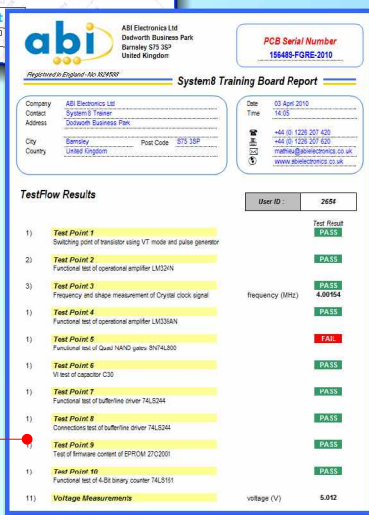 abi
ABI Electronics Ltd
Dodworth Business Park
Barnsley S75 3SP
United Kingdom
PCB Serial Number
156489-FGRE-2010
Registered in England - No 1824593
System8 Training Board Report
Company ABI Electronics Ltd
Contact System 8 Trainer
Address Dodworth Business Park
City Barnsley Post Code S75 3SP
Country United Kingdom
Date 03 April 2010
Time 14:05
+44 (0) 1226 207 420
+44 (0) 1226 207 620
mathieu@abielectronics.co.uk
www.abielectronics.co.uk
TestFlow Results
User ID : 2654
Test Result
1) Test Point 1 PASS
Switching point of transistor using VT mode and pulse generator
2) Test Point 2 PASS
Functional test of operational amplifier LM324N
3) Test Point 3 PASS
Frequency and shape measurement of Crystal clock signal frequency (MHz) 4.00154
1) Test Point 4 PASS
Functional test of operational amplifier LM339AN
1) Test Point 5 FAIL
Functional test of Quad NAND gates SN74LS00
1) Test Point 6 PASS
VI test of capacitor C30
1) Test Point 7 PASS
Functional test of buffer/line driver 74LS244
1) Test Point 8 PASS
Connections test of buffer/line driver 74LS244
1) Test Point 9 PASS
Test of firmware content of EPROM 27C2001
1) Test Point 10 PASS
Functional test of 4-Bit binary counter 74LS161
11) Voltage Measurements voltage (V) 5.012